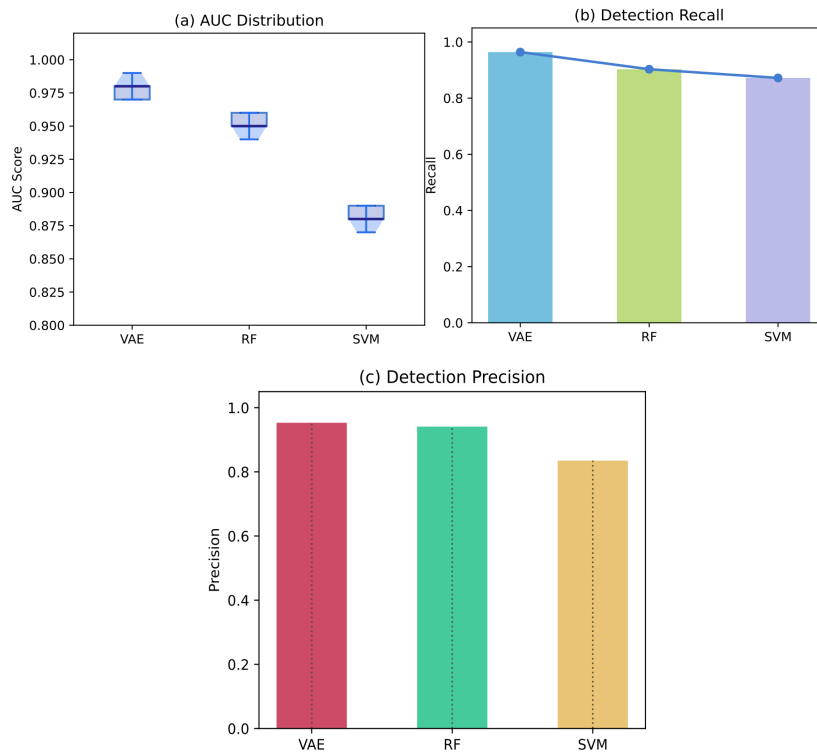 (a) AUC Distribution
AUC Score
1.000
0.975
0.950
0.925
0.900
0.875
0.850
0.825
0.800
VAE RF SVM
(b) Detection Recall
Recall
1.0
0.8
0.6
0.4
0.2
0.0
VAE RF SVM
(c) Detection Precision
Precision
1.0
0.8
0.6
0.4
0.2
0.0
VAE RF SVM